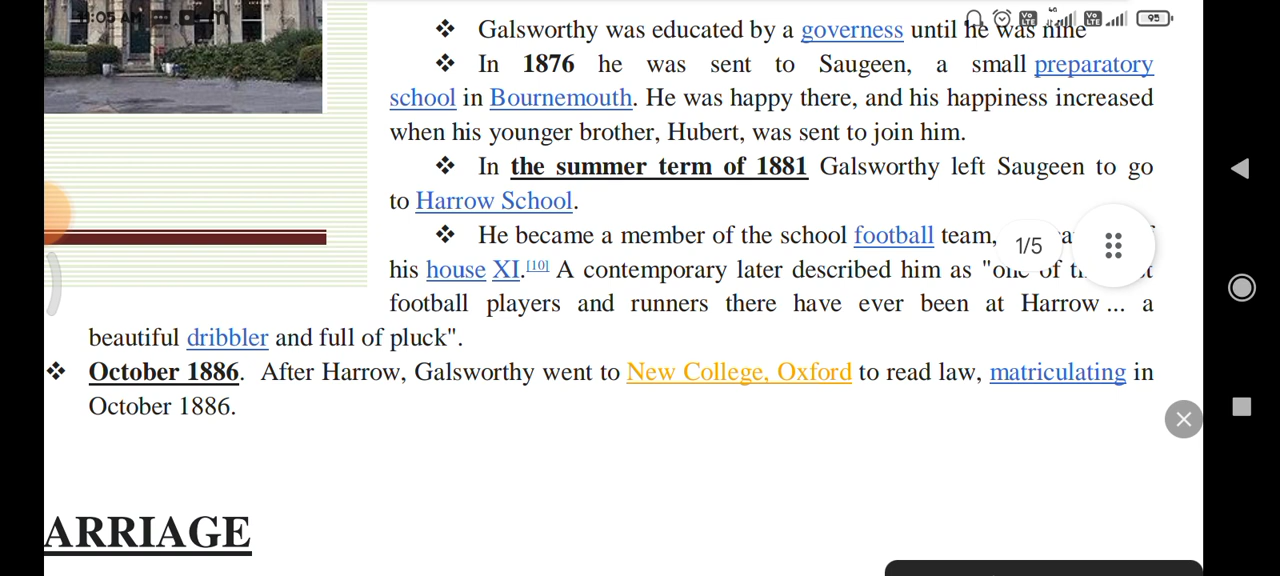 11:05 AM
95
❖ Galsworthy was educated by a governess until he was nine
❖ In 1876 he was sent to Saugeen, a small preparatory
school in Bournemouth. He was happy there, and his happiness increased
when his younger brother, Hubert, was sent to join him.
❖ In the summer term of 1881 Galsworthy left Saugeen to go
to Harrow School.
❖ He became a member of the school football team,
1/5
his house XI.[10] A contemporary later described him as "one of
football players and runners there have ever been at Harrow ... a
beautiful dribbler and full of pluck".
❖ October 1886. After Harrow, Galsworthy went to New College, Oxford to read law, matriculating in
October 1886.
ARRIAGE